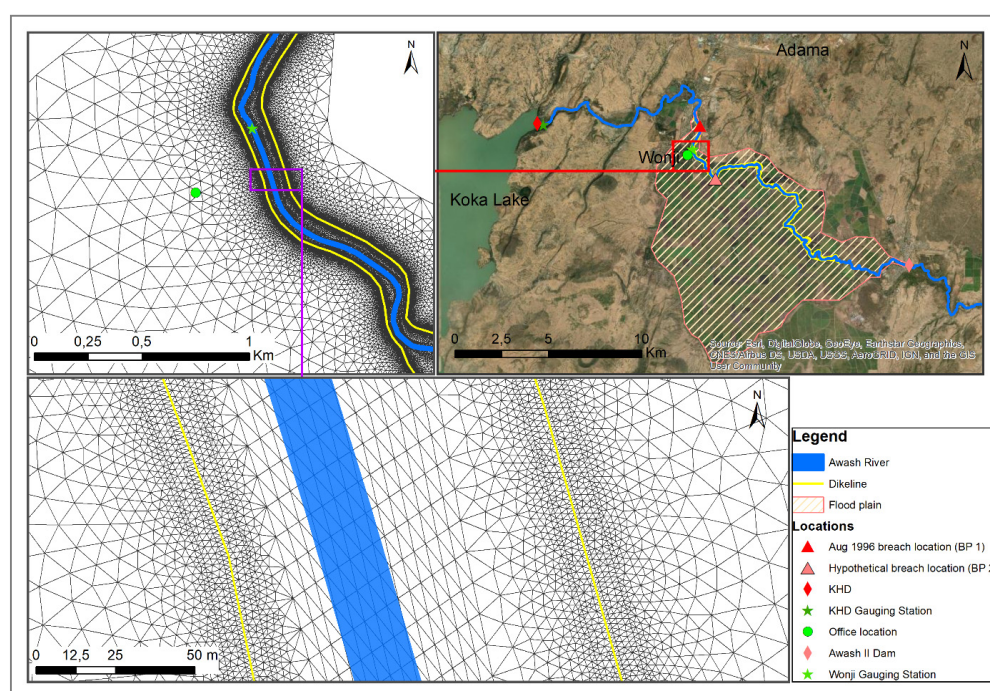 N
0 0,25 0,5 1
Km
N
Adama
Wonji
Koka Lake
0 2,5 5 10
Km
Source: Esri, DigitalGlobe, GeoEye, Earthstar Geographics,
CNES/Airbus DS, USDA, USGS, AeroGRID, IGN, and the GIS
User Community
N
0 12,5 25 50 m
Legend
Awash River
Dikeline
Flood plain
Locations
Aug 1996 breach location (BP 1)
Hypothetical breach location (BP
KHD
KHD Gauging Station
Office location
Awash II Dam
Wonji Gauging Station